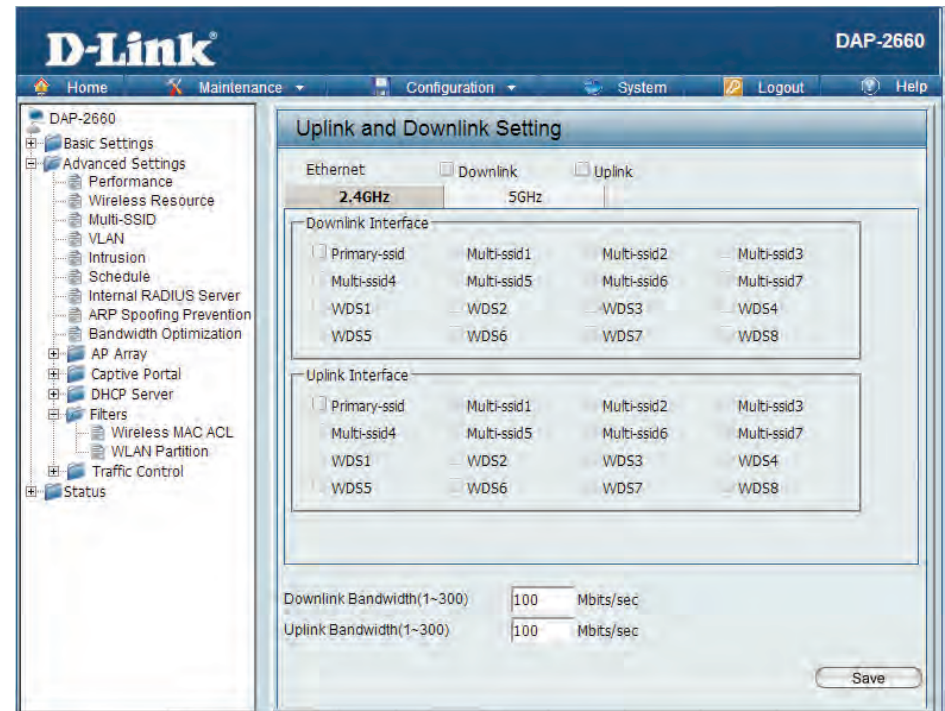 D-Link®
DAP-2660
Home Maintenance Configuration System Logout Help
DAP-2660
Basic Settings
Advanced Settings
Performance
Wireless Resource
Multi-SSID
VLAN
Intrusion
Schedule
Internal RADIUS Server
ARP Spoofing Prevention
Bandwidth Optimization
AP Array
Captive Portal
DHCP Server
Filters
Wireless MAC ACL
WLAN Partition
Traffic Control
Status
Uplink and Downlink Setting
Ethernet Downlink Uplink
2.4GHz 5GHz
Downlink Interface
Primary-ssid Multi-ssid1 Multi-ssid2 Multi-ssid3
Multi-ssid4 Multi-ssid5 Multi-ssid6 Multi-ssid7
WDS1 WDS2 WDS3 WDS4
WDS5 WDS6 WDS7 WDS8
Uplink Interface
Primary-ssid Multi-ssid1 Multi-ssid2 Multi-ssid3
Multi-ssid4 Multi-ssid5 Multi-ssid6 Multi-ssid7
WDS1 WDS2 WDS3 WDS4
WDS5 WDS6 WDS7 WDS8
Downlink Bandwidth(1~300) 100 Mbits/sec
Uplink Bandwidth(1~300) 100 Mbits/sec
Save